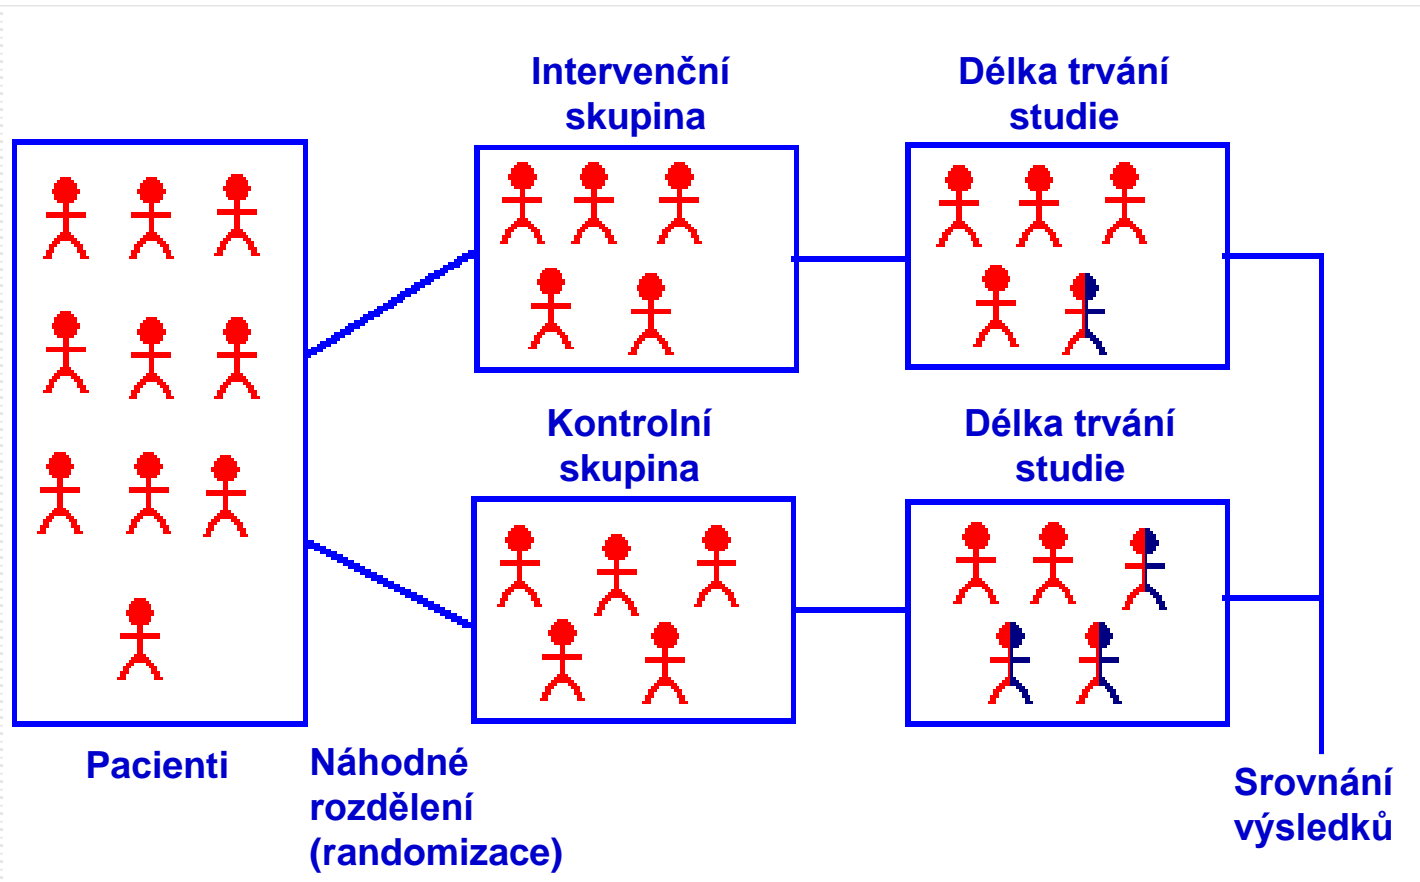 Intervenční
skupina
Délka trvání
studie
Kontrolní
skupina
Délka trvání
studie
Pacienti
Náhodné
rozdělení
(randomizace)
Srovnání
výsledků